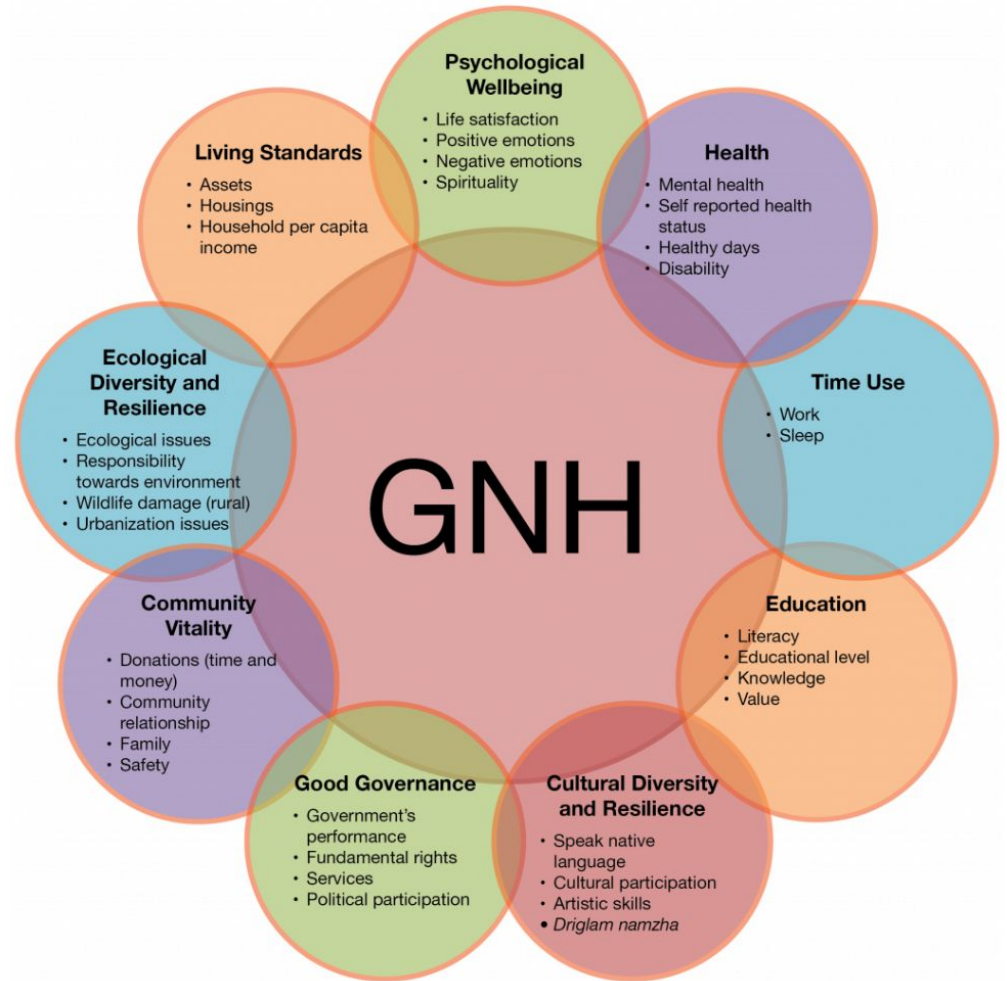 Psychological
Wellbeing
• Life satisfaction
• Positive emotions
• Negative emotions
• Spirituality
Health
• Mental health
• Self reported health
status
• Healthy days
• Disability
Time Use
• Work
• Sleep
Education
• Literacy
• Educational level
• Knowledge
• Value
Cultural Diversity
and Resilience
• Speak native
language
• Cultural participation
• Artistic skills
• Driglam namzha
Good Governance
• Government’s
performance
• Fundamental rights
• Services
• Political participation
Community
Vitality
• Donations (time and
money)
• Community
relationship
• Family
• Safety
Ecological
Diversity and
Resilience
• Ecological issues
• Responsibility
towards environment
• Wildlife damage (rural)
• Urbanization issues
Living Standards
• Assets
• Housings
• Household per capita
income
GNH